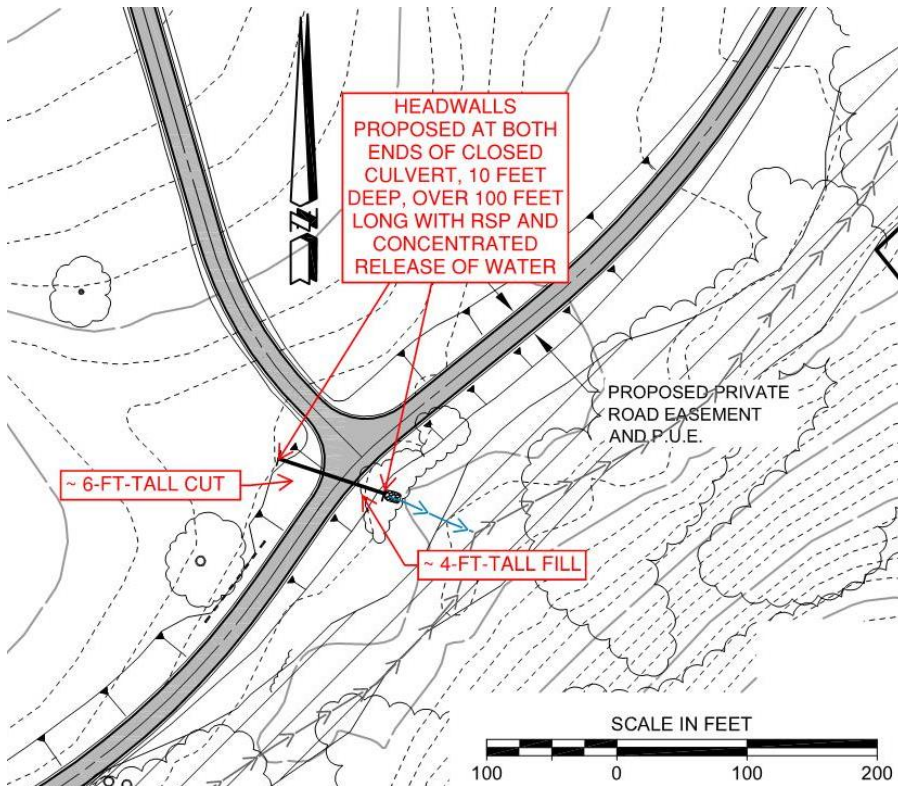 HEADWALLS
PROPOSED AT BOTH
ENDS OF CLOSED
CULVERT, 10 FEET
DEEP, OVER 100 FEET
LONG WITH RSP AND
CONCENTRATED
RELEASE OF WATER
N
PROPOSED PRIVATE
ROAD EASEMENT
AND P.U.E.
~ 6-FT-TALL CUT
~ 4-FT-TALL FILL
SCALE IN FEET
100 0 100 200